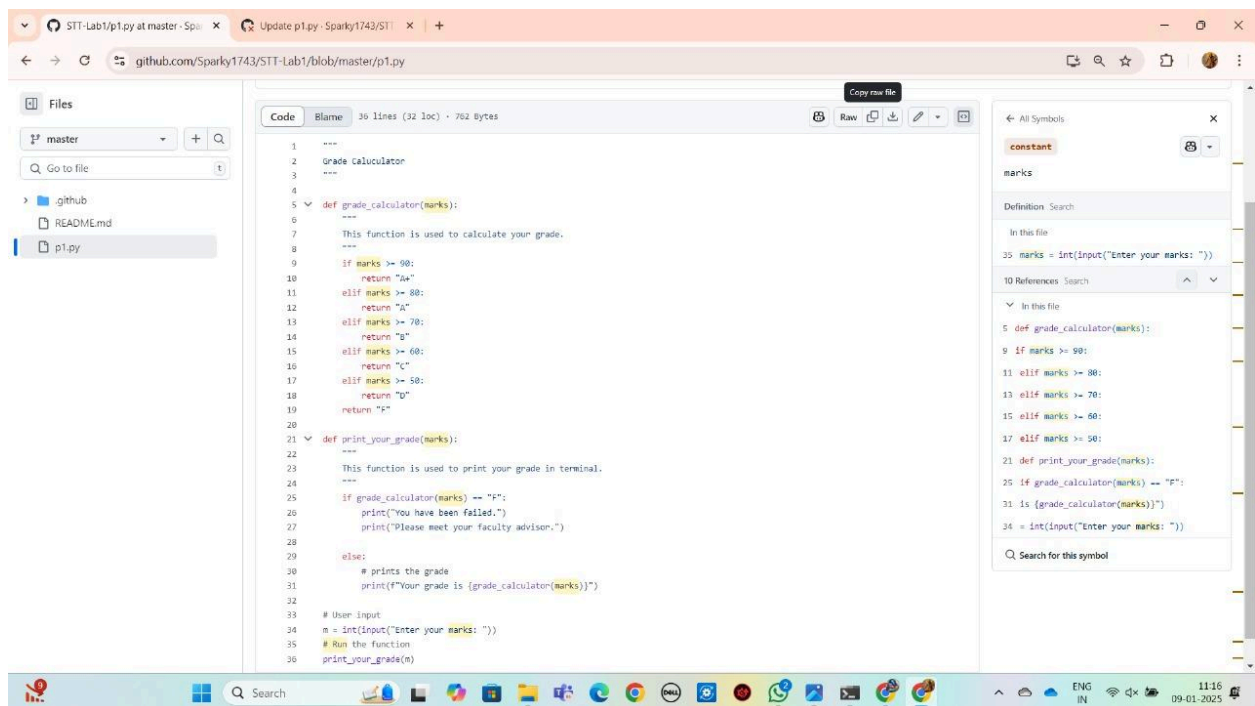 STT-Lab1/p1.py at master · Spa
Update p1.py · Sparky1743/ST
github.com/Sparky1743/STT-Lab1/blob/master/p1.py
Files
master
Go to file
t
.github
README.md
p1.py
Copy raw file
Code Blame 36 lines (32 loc) · 762 Bytes
Raw
1 """
2 Grade Caluculator
3 """
4
5 def grade_calculator(marks):
6 """
7 This function is used to calculate your grade.
8 """
9 if marks >= 90:
10 return "A+"
11 elif marks >= 80:
12 return "A"
13 elif marks >= 70:
14 return "B"
15 elif marks >= 60:
16 return "C"
17 elif marks >= 50:
18 return "D"
19 return "F"
20
21 def print_your_grade(marks):
22 """
23 This function is used to print your grade in terminal.
24 """
25 if grade_calculator(marks) == "F":
26 print("You have been failed.")
27 print("Please meet your faculty advisor.")
28
29 else:
30 # prints the grade
31 print(f"Your grade is {grade_calculator(marks)}")
32
33 # User input
34 m = int(input("Enter your marks: "))
35 # Run the function
36 print_your_grade(m)
All Symbols
constant
marks
Definition Search
In this file
35 marks = int(input("Enter your marks: "))
10 References Search
In this file
5 def grade_calculator(marks):
9 if marks >= 90:
11 elif marks >= 80:
13 elif marks >= 70:
15 elif marks >= 60:
17 elif marks >= 50:
21 def print_your_grade(marks):
25 if grade_calculator(marks) == "F":
31 is {grade_calculator(marks)}")
34 = int(input("Enter your marks: "))
Search for this symbol
Search
DELL
ENG
IN
11:16
09-01-2025